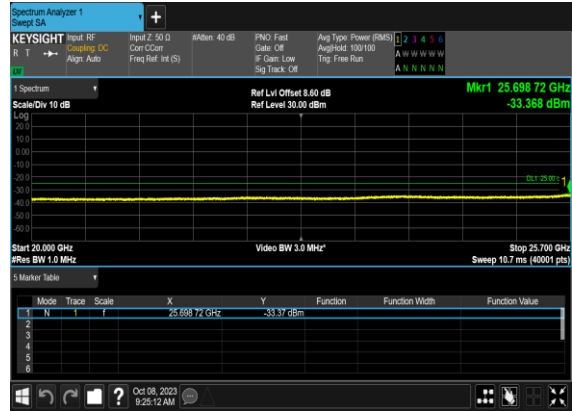 Spectrum Analyzer 1
Swept SA
+
KEYSIGHT Input: RF Input Z: 50 Ω #Atten: 40 dB PNO: Fast Avg Type: Power (RMS) 1 2 3 4 5 6
R T Coupling: DC Corr CCorr Gate: Off Avg|Hold: 100/100 A W W W W W
Align: Auto Freq Ref: Int (S) IF Gain: Low Trig: Free Run
Sig Track: Off A N N N N N
1 Spectrum Ref Lvl Offset 8.60 dB Mkr1 25.698 72 GHz
Scale/Div 10 dB Ref Level 30.00 dBm -33.368 dBm
Log
20.0
10.0
0.00
-10.0
-20.0
1
-30.0
-40.0
-50.0
-60.0
Start 20.000 GHz Video BW 3.0 MHz* Stop 25.700 GHz
#Res BW 1.0 MHz Sweep 10.7 ms (40001 pts)
5 Marker Table
Mode Trace Scale X Y Function Function Width Function Value
1 N 1 f 25.698 72 GHz -33.37 dBm
2
3
4
5
6
? Oct 08, 2023
9:25:12 AM